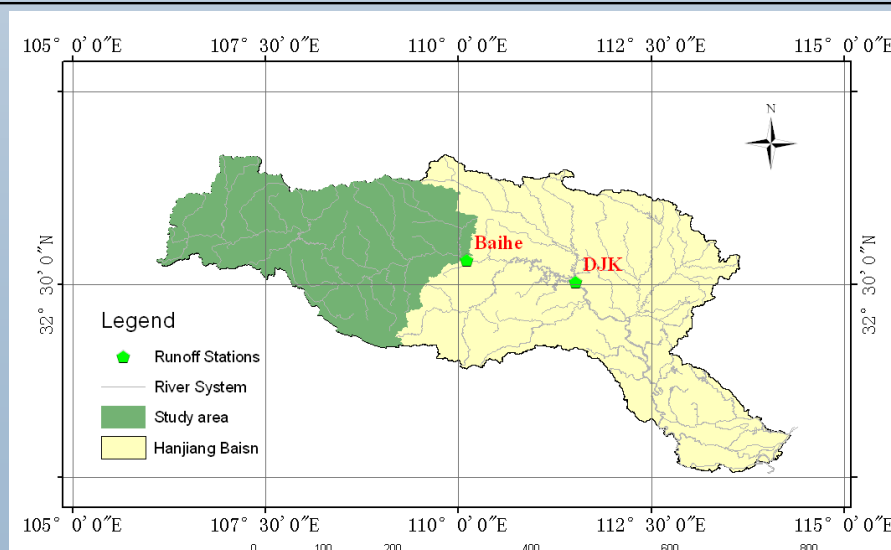 105° 0′0″E 107°30′0″E 110° 0′0″E 112°30′0″E 115° 0′0″E
N
Baihe
DJK
32°30′0″N
32°30′0″N
Legend
Runoff Stations
River System
Study area
Hanjiang Baisn
105° 0′0″E 107°30′0″E 110° 0′0″E 112°30′0″E 115° 0′0″E
0 100 200 400 600 800